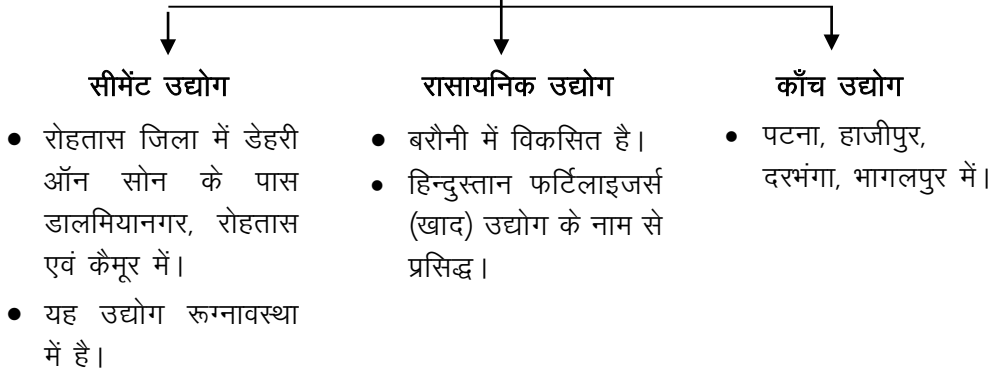 सीमेंट उद्योग
• रोहतास जिला में डेहरी
ऑन सोन के पास
डालमियानगर, रोहतास
एवं कैमूर में।
• यह उद्योग रूग्नावस्था
में है।
रासायनिक उद्योग
• बरौनी में विकसित है।
• हिन्दुस्तान फर्टिलाइजर्स
(खाद) उद्योग के नाम से
प्रसिद्ध।
काँच उद्योग
• पटना, हाजीपुर,
दरभंगा, भागलपुर में।